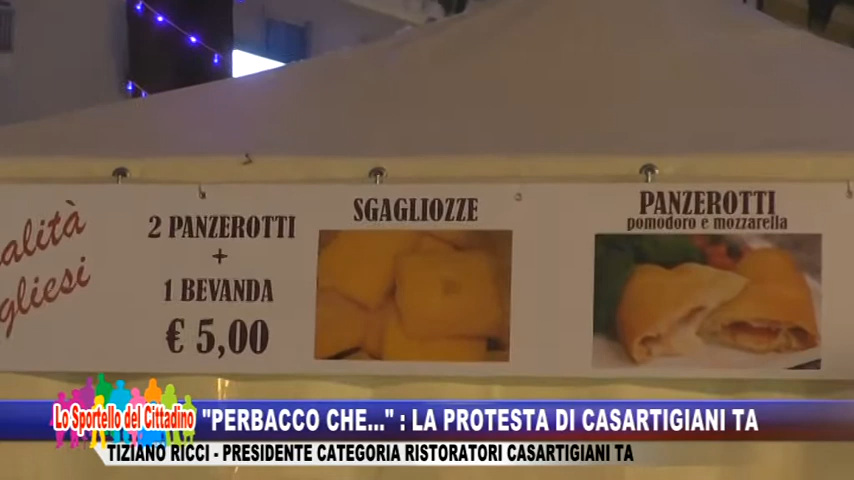 alità
gliesi
2 PANZEROTTI
+
1 BEVANDA
€ 5,00
SGAGLIOZZE
PANZEROTTI
pomodoro e mozzarella
Lo Sportello del Cittadino
"PERBACCO CHE..." : LA PROTESTA DI CASARTIGIANI TA
TIZIANO RICCI - PRESIDENTE CATEGORIA RISTORATORI CASARTIGIANI TA